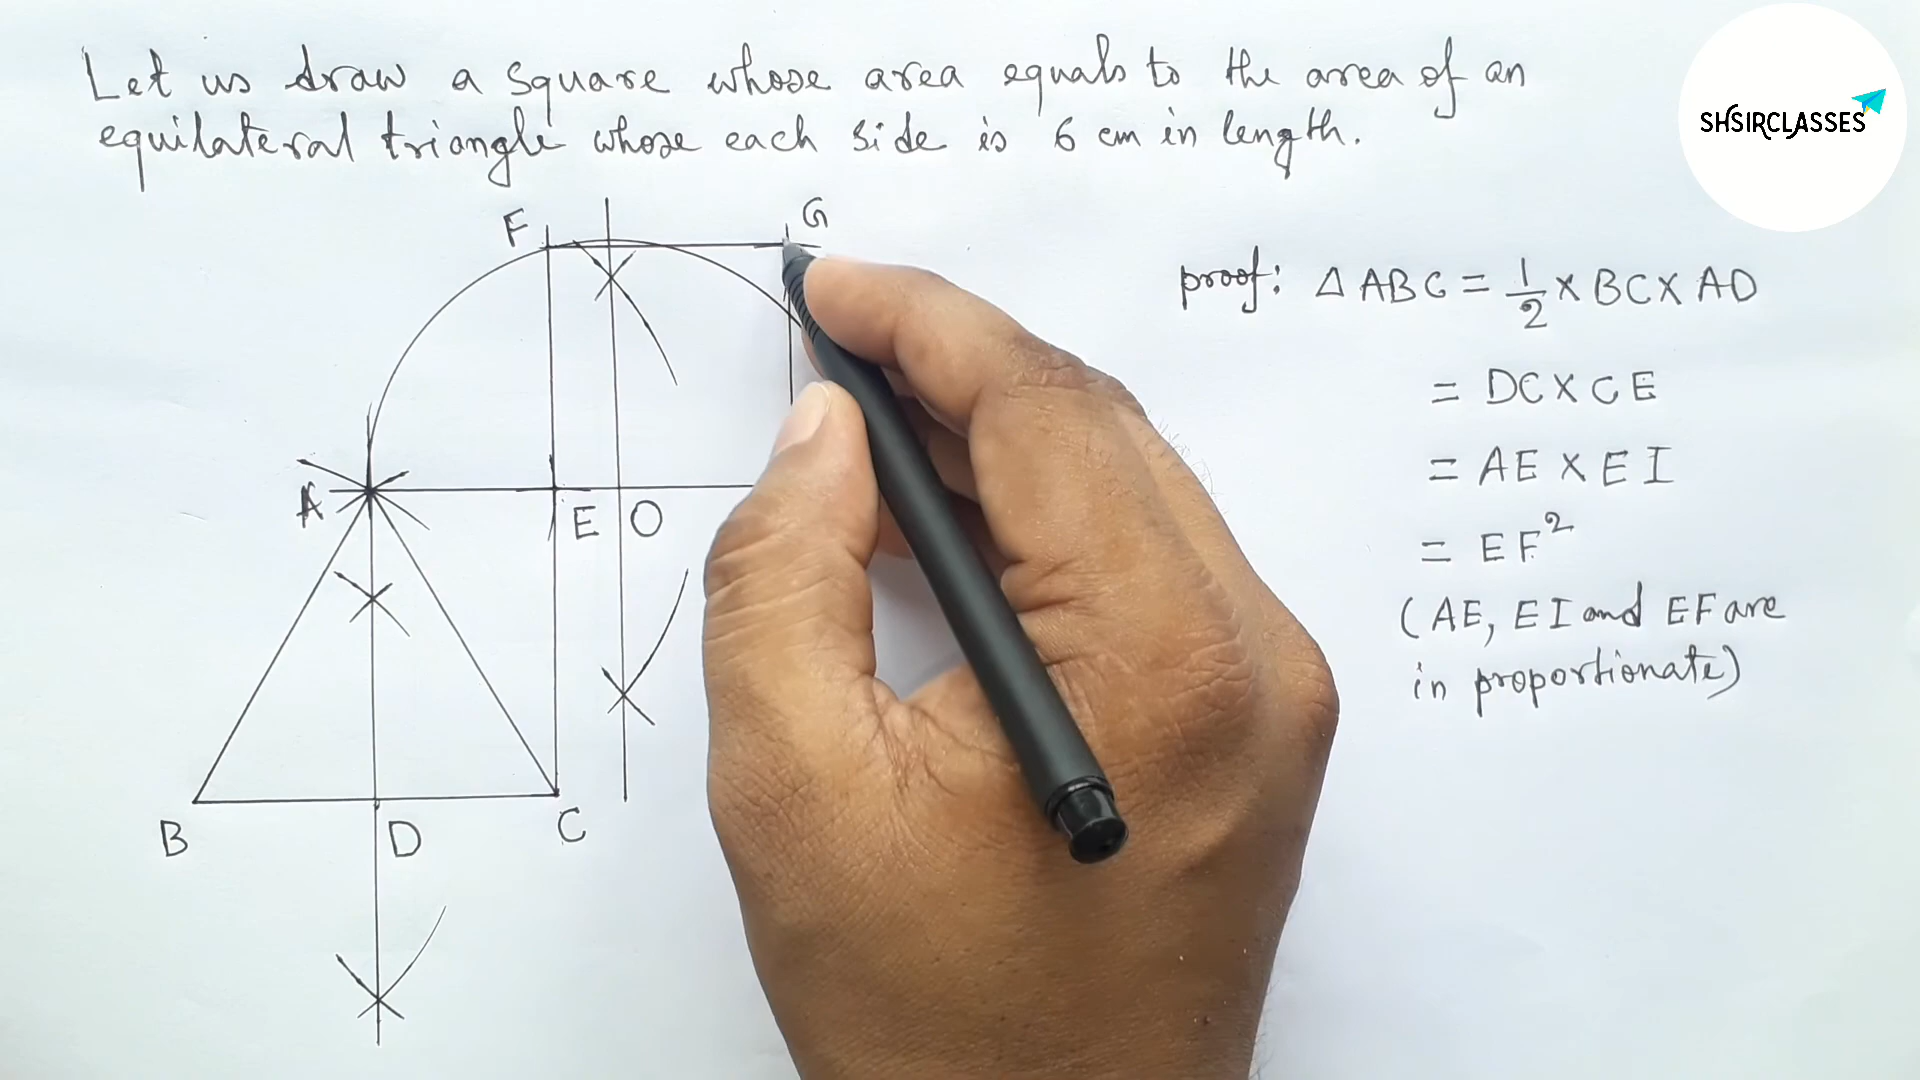 Let us draw a square whose area equals to the area of an
equilateral triangle whose each side is 6 cm in length.
SHSIRCLASSES
F
G
proof: △ABC = 1/2 × BC × AD
= DC × CE
= AE × EI
= EF²
(AE, EI and EF are
in proportionate)
A
E
O
B
D
C